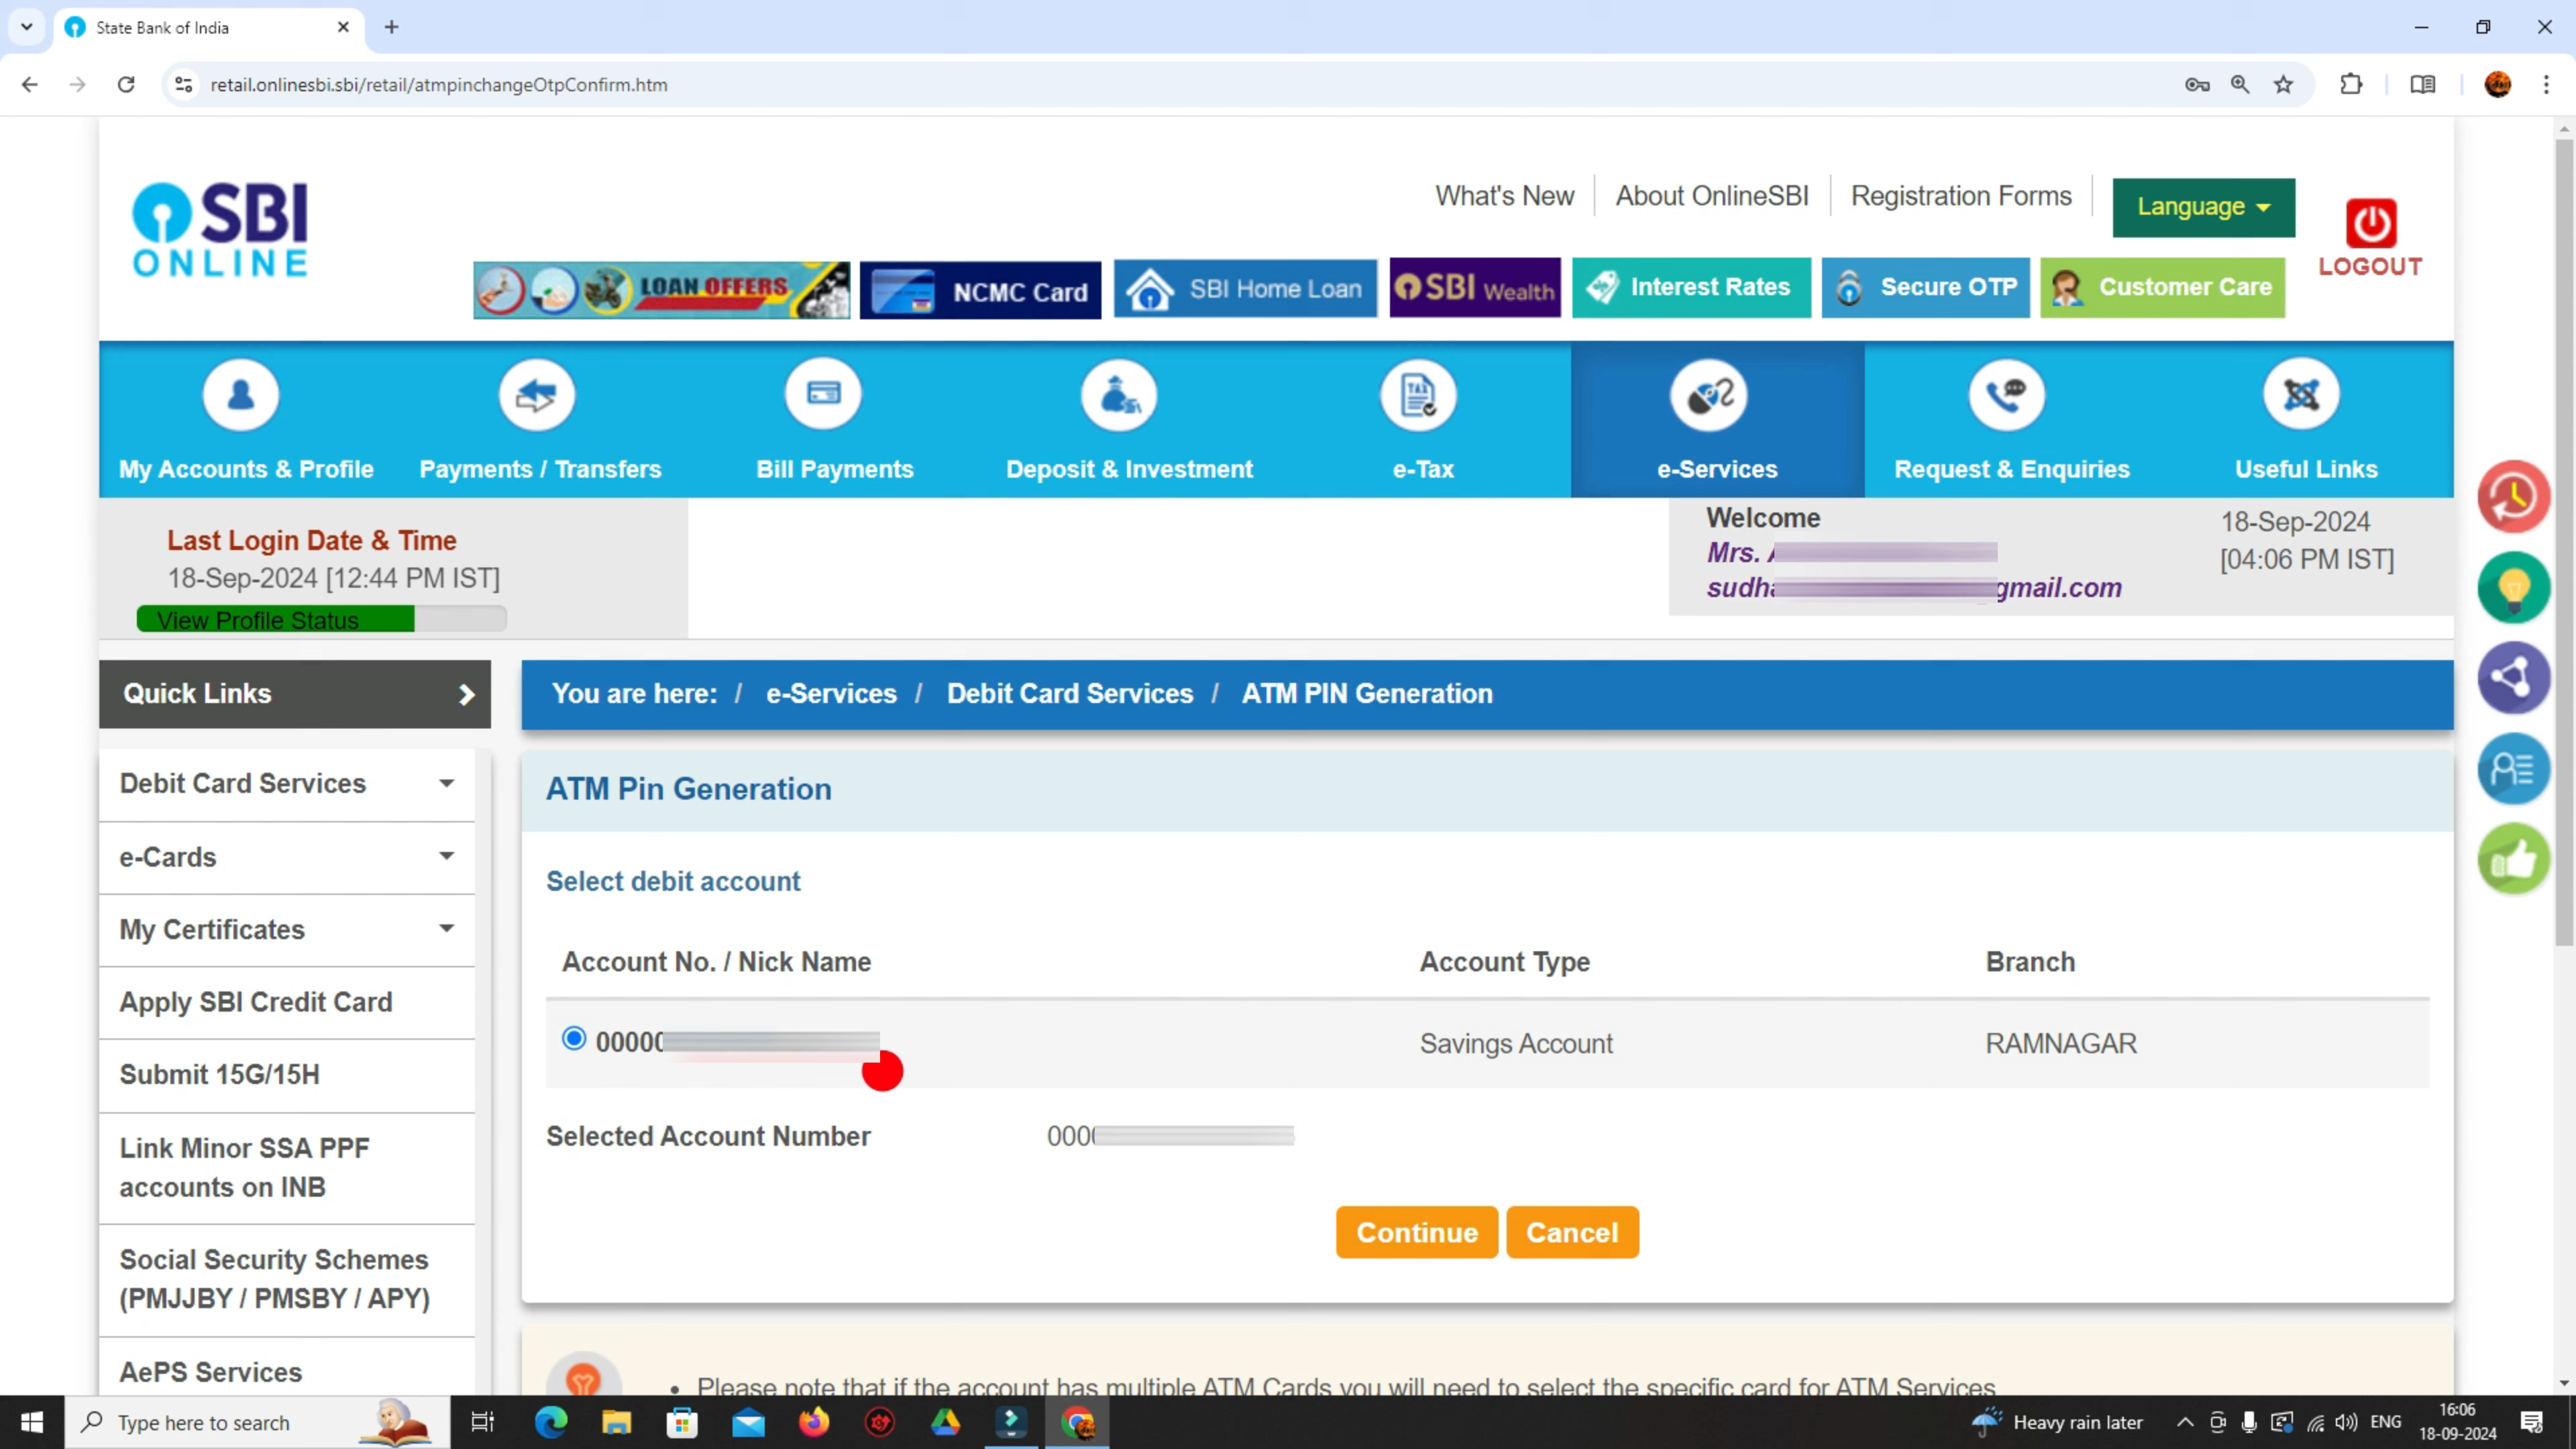 State Bank of India
retail.onlinesbi.sbi/retail/atmpinchangeOtpConfirm.htm
SBI
ONLINE
What's New
About OnlineSBI
Registration Forms
Language
LOGOUT
LOAN OFFERS
NCMC Card
SBI Home Loan
SBI Wealth
Interest Rates
Secure OTP
Customer Care
My Accounts & Profile
Payments / Transfers
Bill Payments
Deposit & Investment
TAX
e-Tax
e-Services
Request & Enquiries
Useful Links
Last Login Date & Time
18-Sep-2024 [12:44 PM IST]
View Profile Status
Welcome
Mrs.
sudha gmail.com
18-Sep-2024
[04:06 PM IST]
Quick Links
You are here: / e-Services / Debit Card Services / ATM PIN Generation
Debit Card Services
e-Cards
My Certificates
Apply SBI Credit Card
Submit 15G/15H
Link Minor SSA PPF
accounts on INB
Social Security Schemes
(PMJJBY / PMSBY / APY)
AePS Services
ATM Pin Generation
Select debit account
Account No. / Nick Name
Account Type
Branch
00000
Savings Account
RAMNAGAR
Selected Account Number
000
Continue
Cancel
Please note that if the account has multiple ATM Cards you will need to select the specific card for ATM Services
Type here to search
Heavy rain later
ENG
16:06
18-09-2024